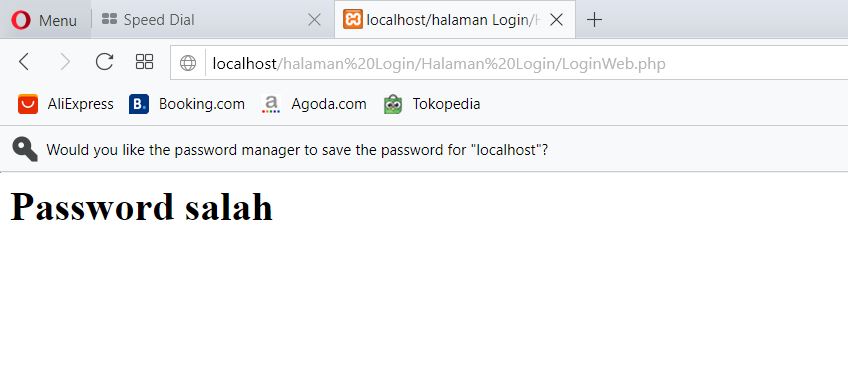 Menu
Speed Dial
localhost/halaman Login/H
localhost/halaman%20Login/Halaman%20Login/LoginWeb.php
AliExpress
B. Booking.com
a Agoda.com
Tokopedia
Would you like the password manager to save the password for "localhost"?
Password salah